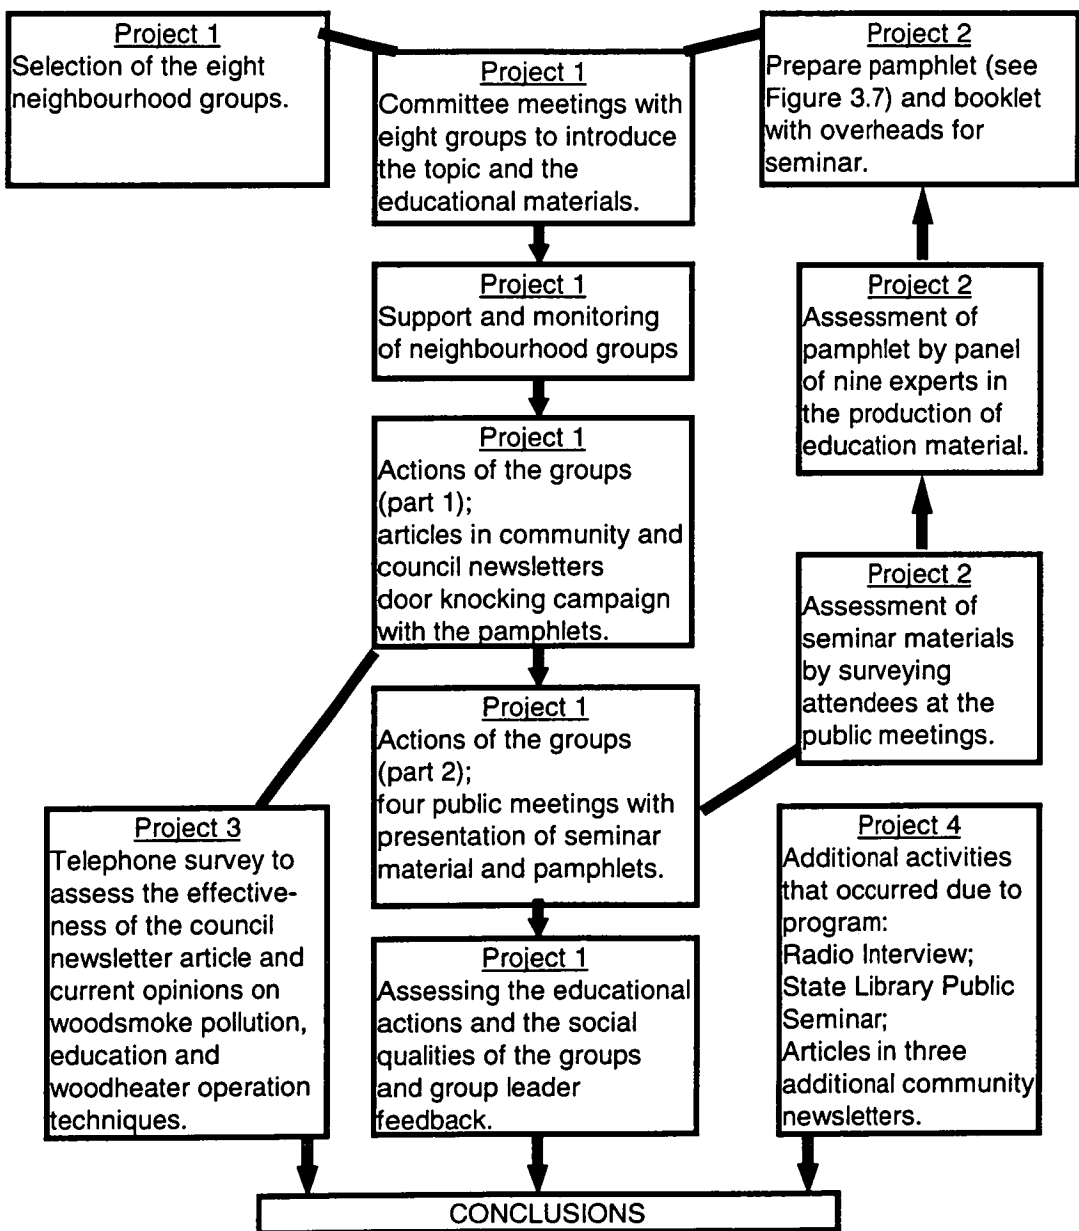 Project 1
Selection of the eight
neighbourhood groups.
Project 1
Committee meetings with
eight groups to introduce
the topic and the
educational materials.
Project 2
Prepare pamphlet (see
Figure 3.7) and booklet
with overheads for
seminar.
Project 1
Support and monitoring
of neighbourhood groups
Project 2
Assessment of
pamphlet by panel
of nine experts in
the production of
education material.
Project 1
Actions of the groups
(part 1);
articles in community and
council newsletters
door knocking campaign
with the pamphlets.
Project 2
Assessment of
seminar materials
by surveying
attendees at the
public meetings.
Project 1
Actions of the groups
(part 2);
four public meetings with
presentation of seminar
material and pamphlets.
Project 3
Telephone survey to
assess the effective-
ness of the council
newsletter article and
current opinions on
woodsmoke pollution,
education and
woodheater operation
techniques.
Project 4
Additional activities
that occurred due to
program:
Radio Interview;
State Library Public
Seminar;
Articles in three
additional community
newsletters.
Project 1
Assessing the educational
actions and the social
qualities of the groups
and group leader
feedback.
CONCLUSIONS